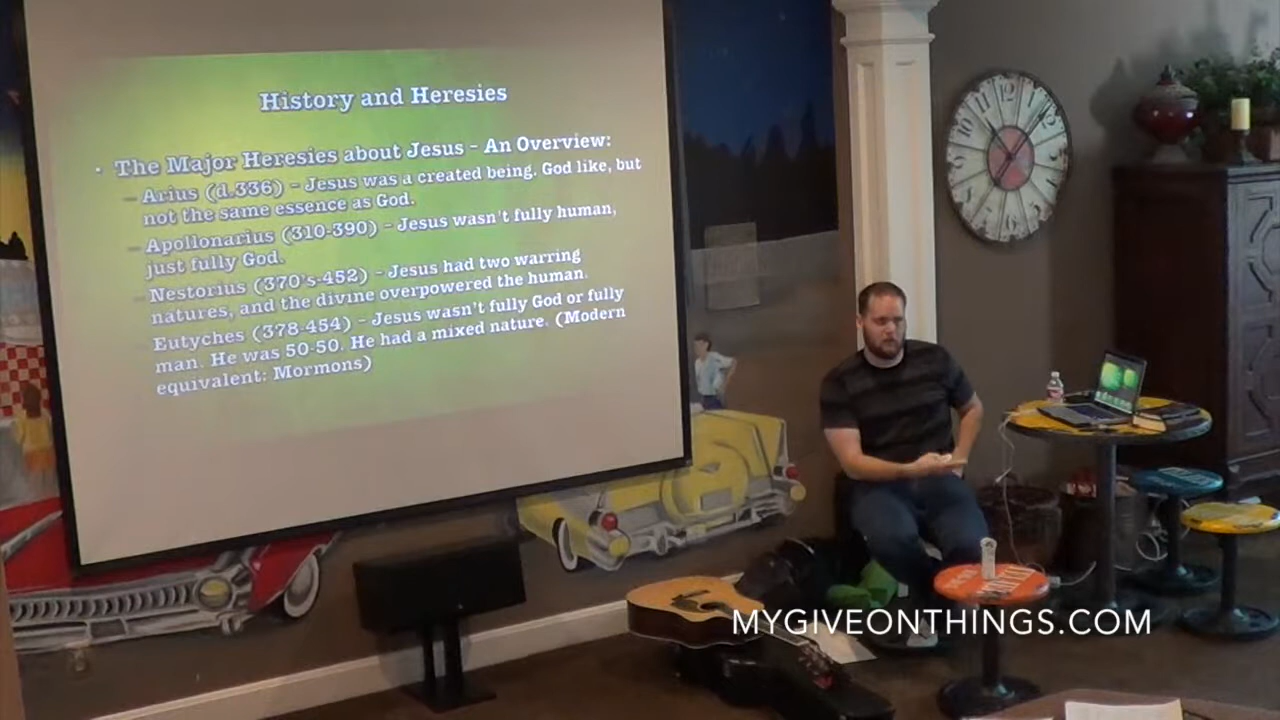 History and Heresies
• The Major Heresies about Jesus - An Overview:
– Arius (d.336) - Jesus was a created being. God like, but
not the same essence as God.
– Apollonarius (310-390) - Jesus wasn't fully human,
just fully God.
– Nestorius (370's-452) - Jesus had two warring
natures, and the divine overpowered the human.
Eutyches (378-454) - Jesus wasn't fully God or fully
man. He was 50-50. He had a mixed nature. (Modern
equivalent: Mormons)
MYGIVEONTHINGS.COM